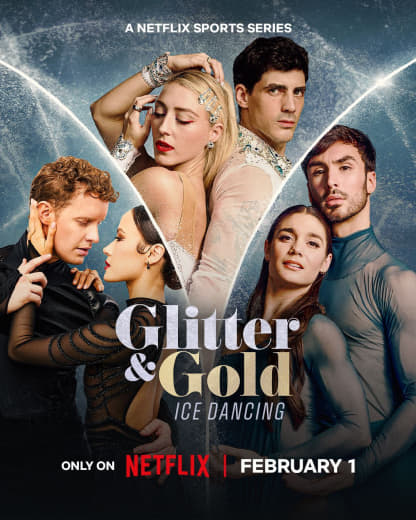 A NETFLIX SPORTS SERIES
Glitter
& Gold
ICE DANCING
ONLY ON NETFLIX | FEBRUARY 1